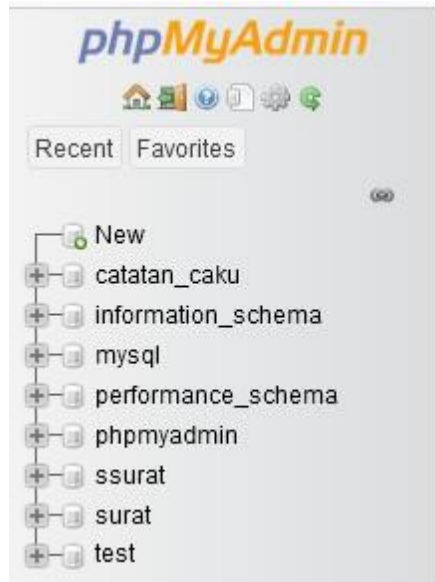 phpMyAdmin
Recent Favorites
New
catatan_caku
information_schema
mysql
performance_schema
phpmyadmin
ssurat
surat
test